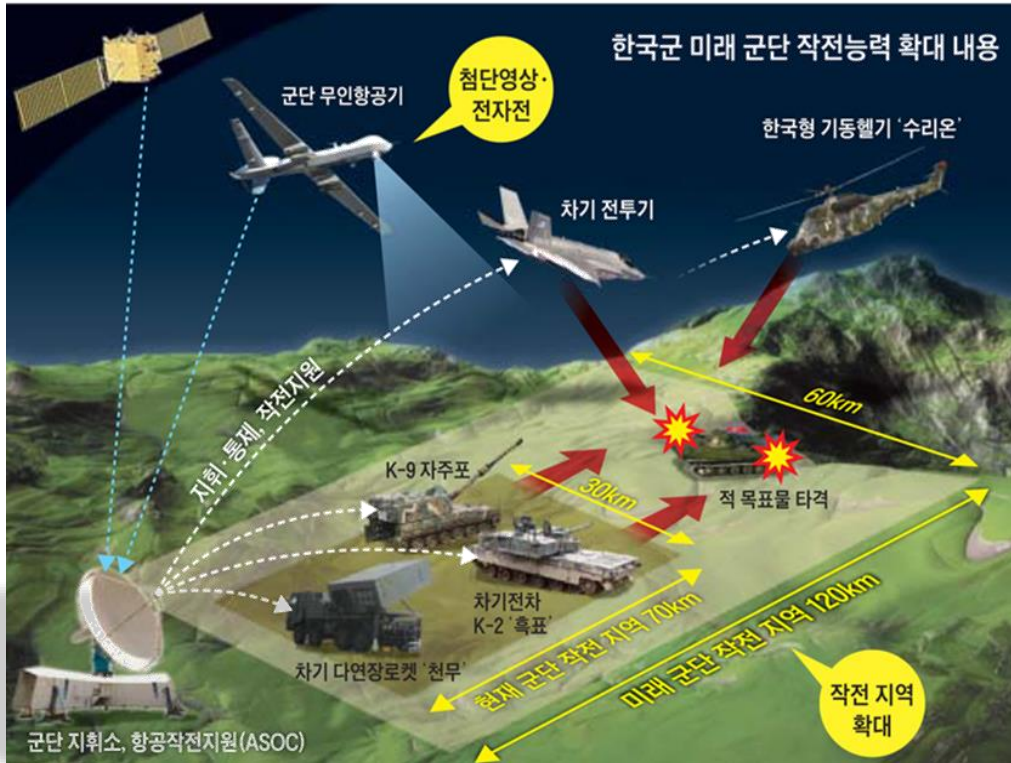 한국군 미래 군단 작전능력 확대 내용
군단 무인항공기
첨단영상·
전자전
한국형 기동헬기 ‘수리온’
차기 전투기
지휘·통제, 작전지원
60km
K-9 자주포
30km
적 목표물 타격
차기전차
K-2 ‘흑표’
차기 다연장로켓 ‘천무’
현재 군단 작전 지역 70km
미래 군단 작전 지역 120km
작전 지역
확대
군단 지휘소, 항공작전지원(ASOC)